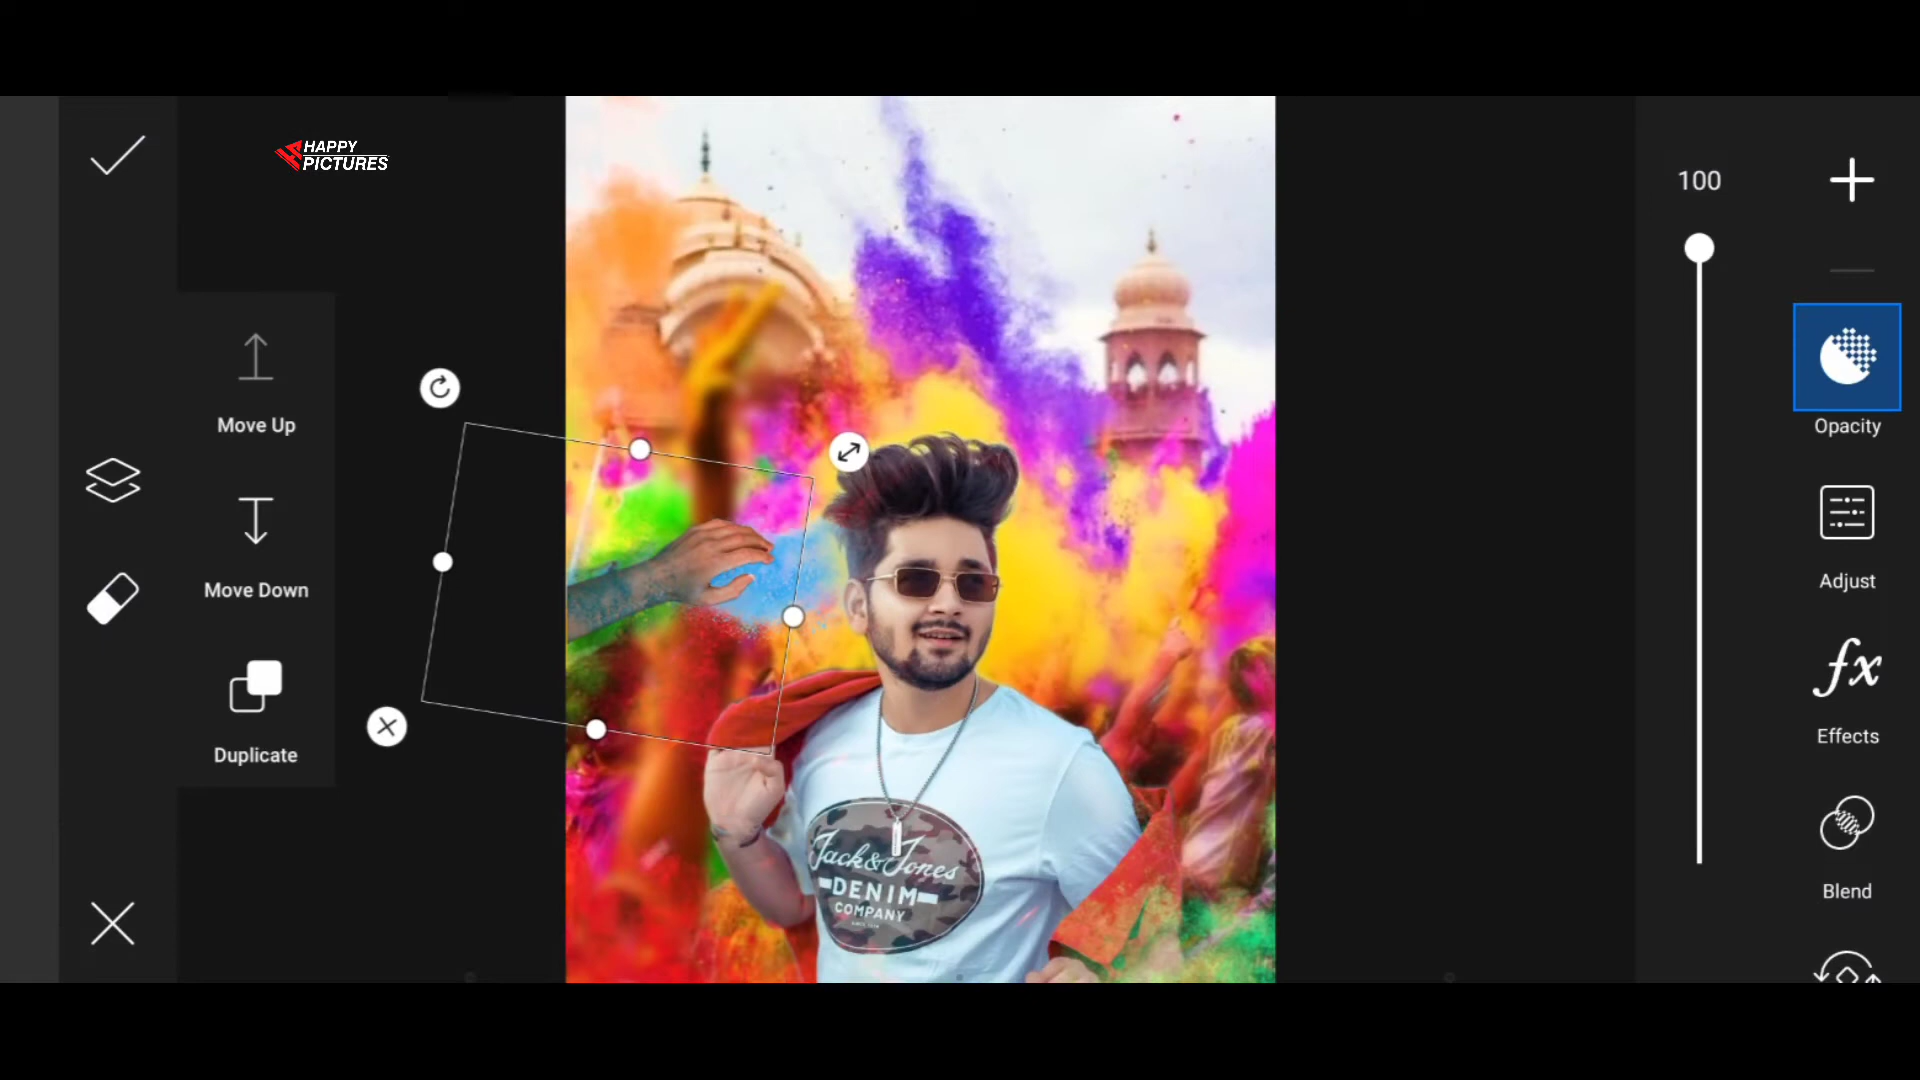 HAPPY
PICTURES
100
Move Up
Move Down
Duplicate
Opacity
Adjust
fx
Effects
Blend
Jack&Jones
DENIM
COMPANY